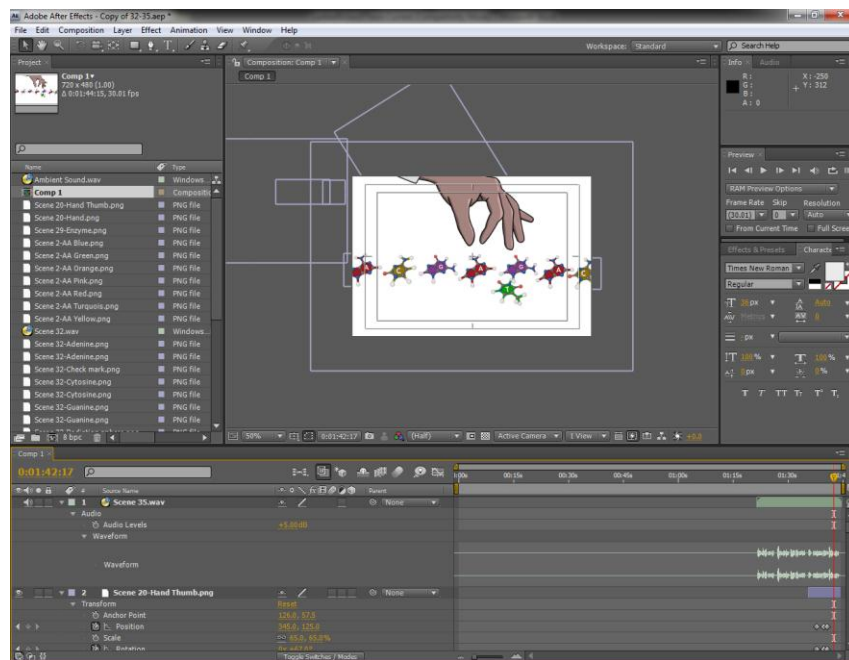 Adobe After Effects - Copy of 32-35.aep *
File Edit Composition Layer Effect Animation View Window Help
Workspace: Standard
Search Help
Project
Comp 1
720 x 480 (1.00)
Δ 0:01:44:15, 30.01 fps
Name Type
Ambient Sound.wav Windows
Comp 1 Compositio
Scene 20-Hand Thumb.png PNG file
Scene 20-Hand.png PNG file
Scene 29-Enzyme.png PNG file
Scene 2-AA Blue.png PNG file
Scene 2-AA Green.png PNG file
Scene 2-AA Orange.png PNG file
Scene 2-AA Pink.png PNG file
Scene 2-AA Red.png PNG file
Scene 2-AA Turquois.png PNG file
Scene 2-AA Yellow.png PNG file
Scene 32.wav Windows...
Scene 32-Adenine.png PNG file
Scene 32-Adenine.png PNG file
Scene 32-Check mark.png PNG file
Scene 32-Cytosine.png PNG file
Scene 32-Cytosine.png PNG file
Scene 32-Guanine.png PNG file
Scene 32-Guanine.png PNG file
8 bpc
Composition: Comp 1
Comp 1
A C G A G A C
T
50% 0:01:42:17 (Half) Active Camera 1 View +0.0
Info Audio
R: X: -250
G: Y: 312
B:
A: 0
Preview
RAM Preview Options
Frame Rate Skip Resolution
(30.01) 0 Auto
From Current Time Full Scree
Effects & Presets Charact
Times New Roman
Regular
36 px Auto
Metrics 0
- px
100 % 100 %
0 px 0 %
T T TT Tt T' T,
Comp 1
0:01:42:17
# Source Name Parent
1 Scene 35.wav None
Audio
Audio Levels +5.00 dB
Waveform
Waveform
2 Scene 20-Hand Thumb.png None
Transform Reset
Anchor Point 126.0, 57.5
Position 345.0, 125.0
Scale 65.0, 65.0%
Rotation
Toggle Switches / Modes
00s 00:15s 00:30s 00:45s 01:00s 01:15s 01:30s